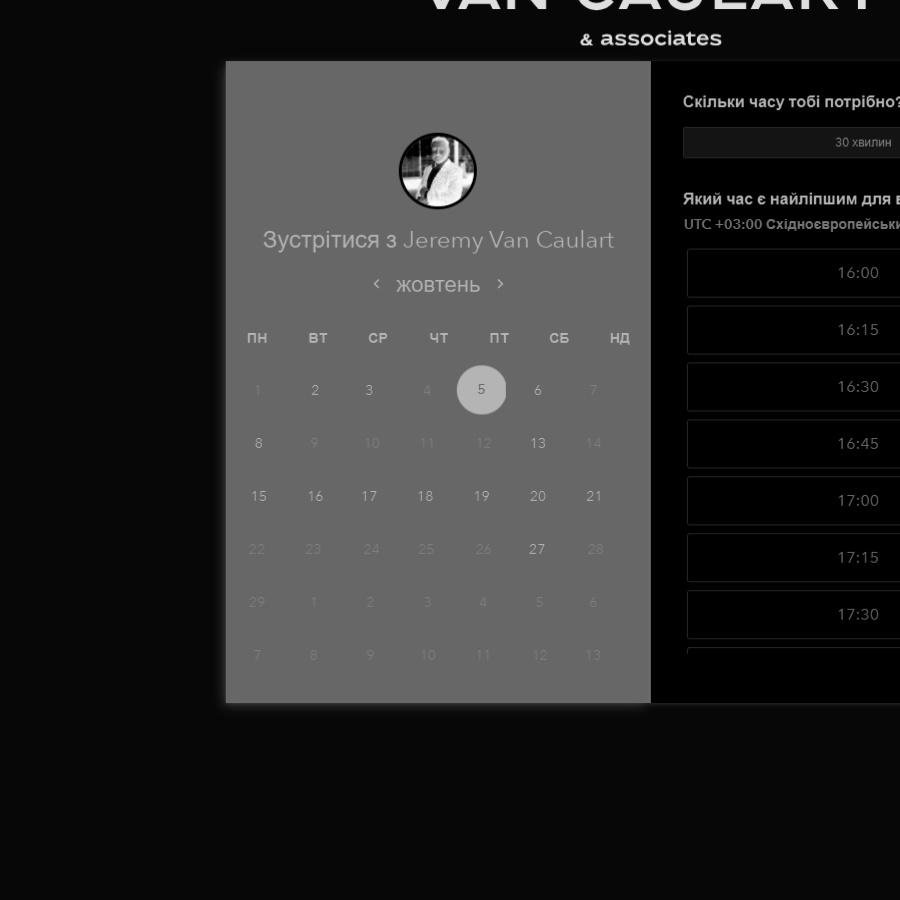 VAN CAULART
& associates
Зустрітися з Jeremy Van Caulart
жовтень
ПН ВТ СР ЧТ ПТ СБ НД
1 2 3 4 5 6 7
8 9 10 11 12 13 14
15 16 17 18 19 20 21
22 23 24 25 26 27 28
29 1 2 3 4 5 6
7 8 9 10 11 12 13
Скільки часу тобі потрібно?
30 хвилин
Який час є найліпшим для
UTC +03:00
16:00
16:15
16:30
16:45
17:00
17:15
17:30